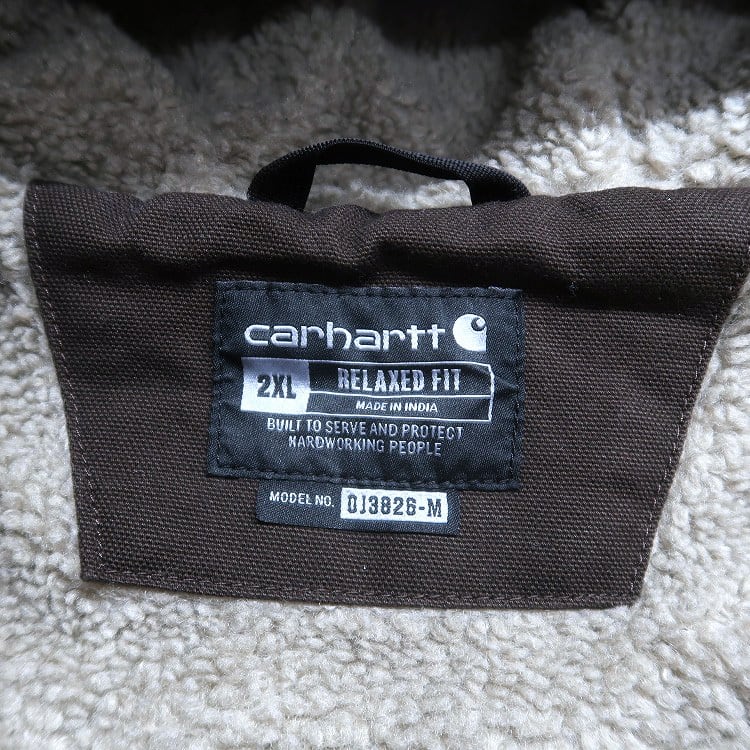 carhartt
2XL RELAXED FIT
MADE IN INDIA
BUILT TO SERVE AND PROTECT
HARDWORKING PEOPLE
MODEL NO. OJ3826-M